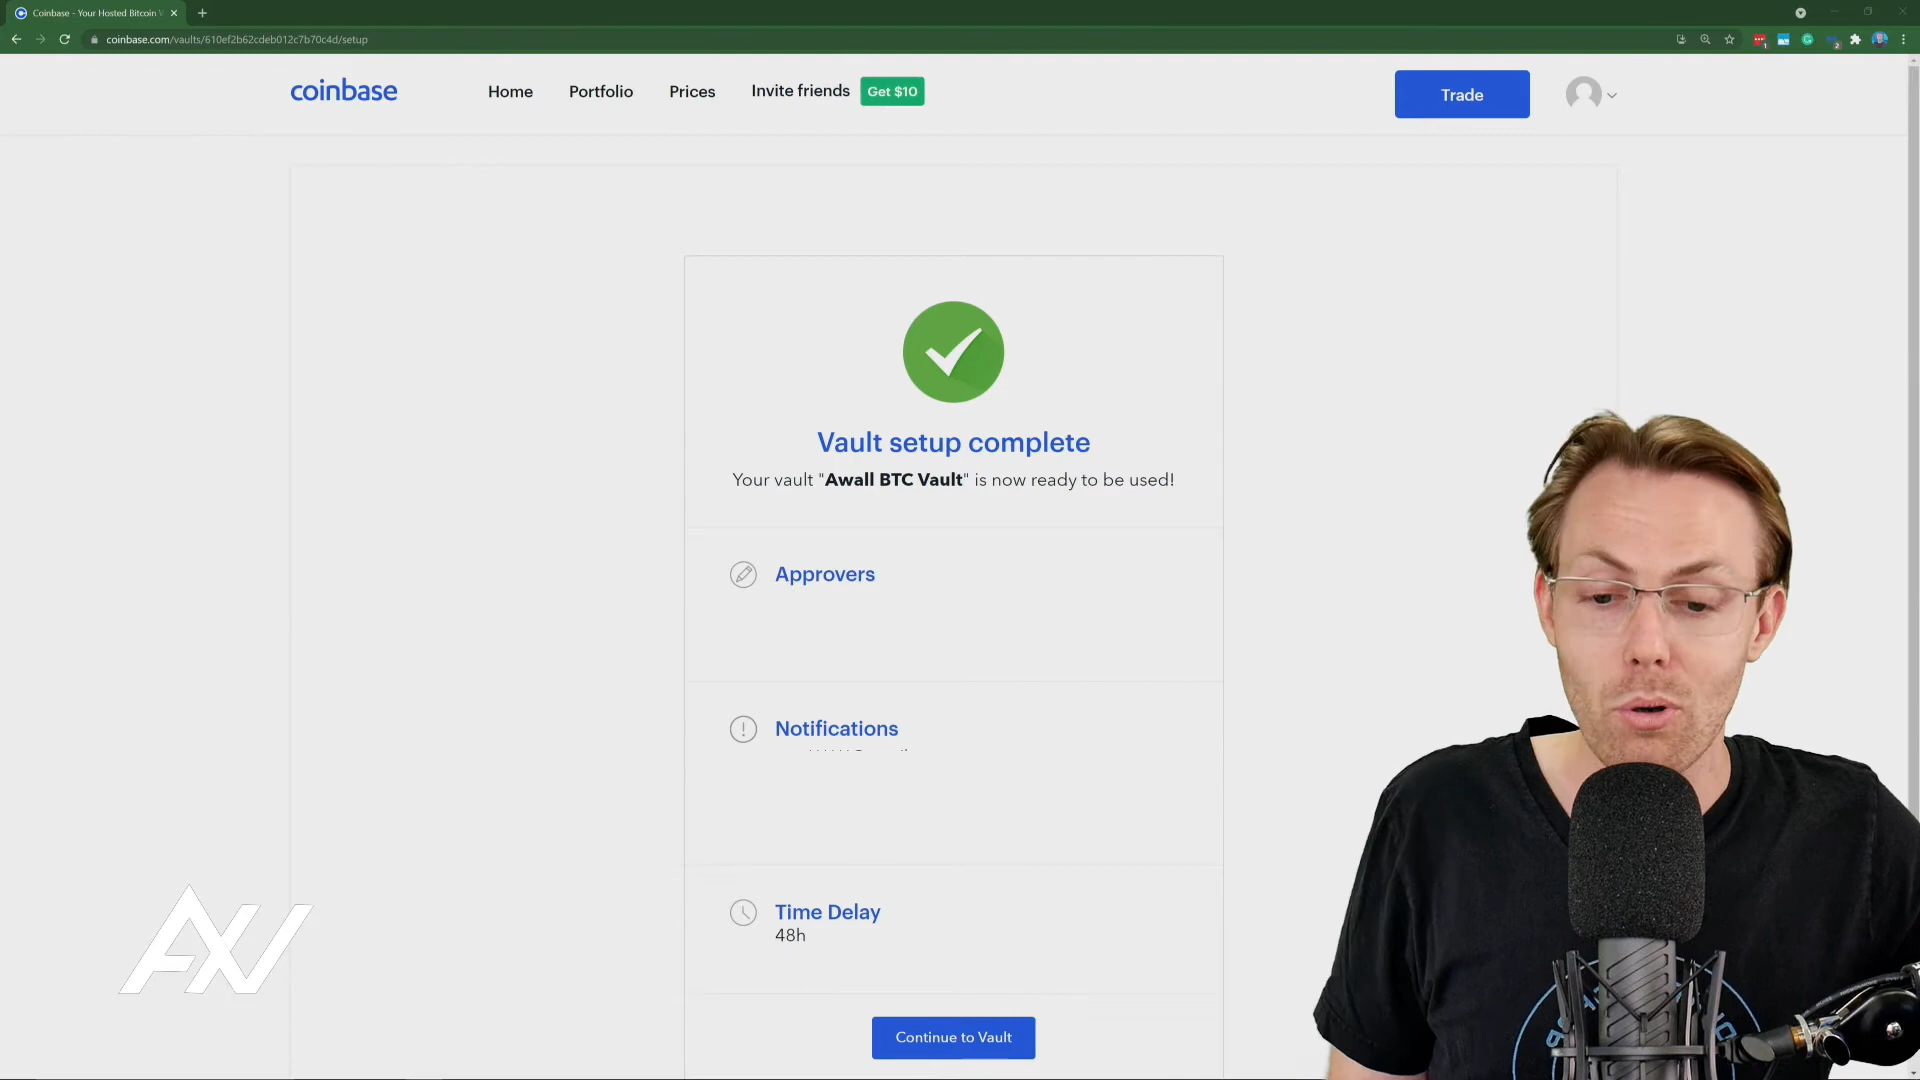 Coinbase - Your Hosted Bitcoin
coinbase.com/vaults/610ef2b62cdeb012c7b70c4d/setup
coinbase
Home
Portfolio
Prices
Invite friends
Get $10
Trade
Vault setup complete
Your vault "Awall BTC Vault" is now ready to be used!
Approvers
Notifications
Time Delay
48h
Continue to Vault
AW